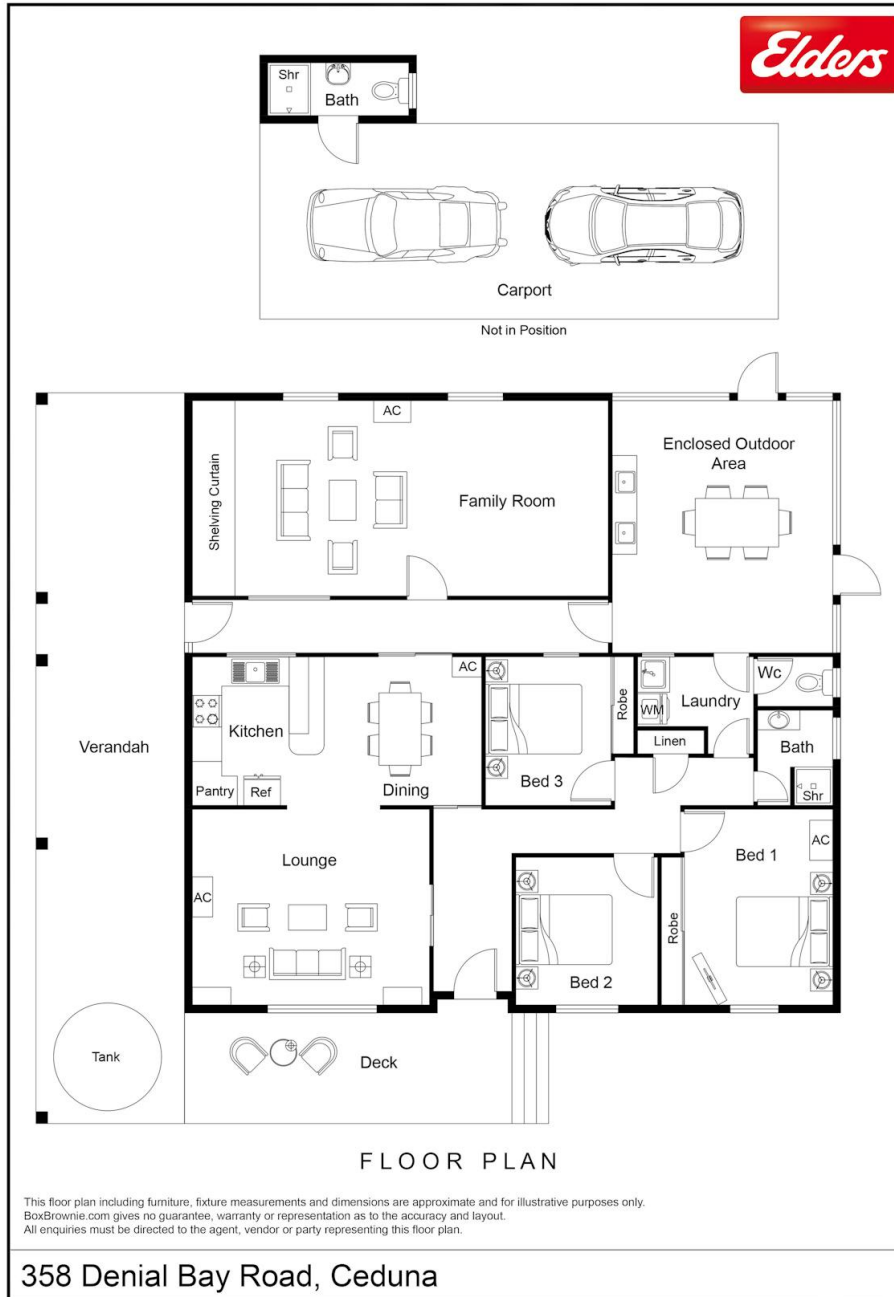 Elders
Shr
Bath
Carport
Not in Position
AC
Shelving Curtain
Family Room
Enclosed Outdoor
Area
AC
Kitchen
Pantry
Ref
Dining
Bed 3
Robe
WM
Laundry
Linen
Wc
Bath
Shr
Verandah
Lounge
AC
Bed 2
Robe
Bed 1
AC
Tank
Deck
FLOOR PLAN
This floor plan including furniture, fixture measurements and dimensions are approximate and for illustrative purposes only.
BoxBrownie.com gives no guarantee, warranty or representation as to the accuracy and layout.
All enquiries must be directed to the agent, vendor or party representing this floor plan.
358 Denial Bay Road, Ceduna